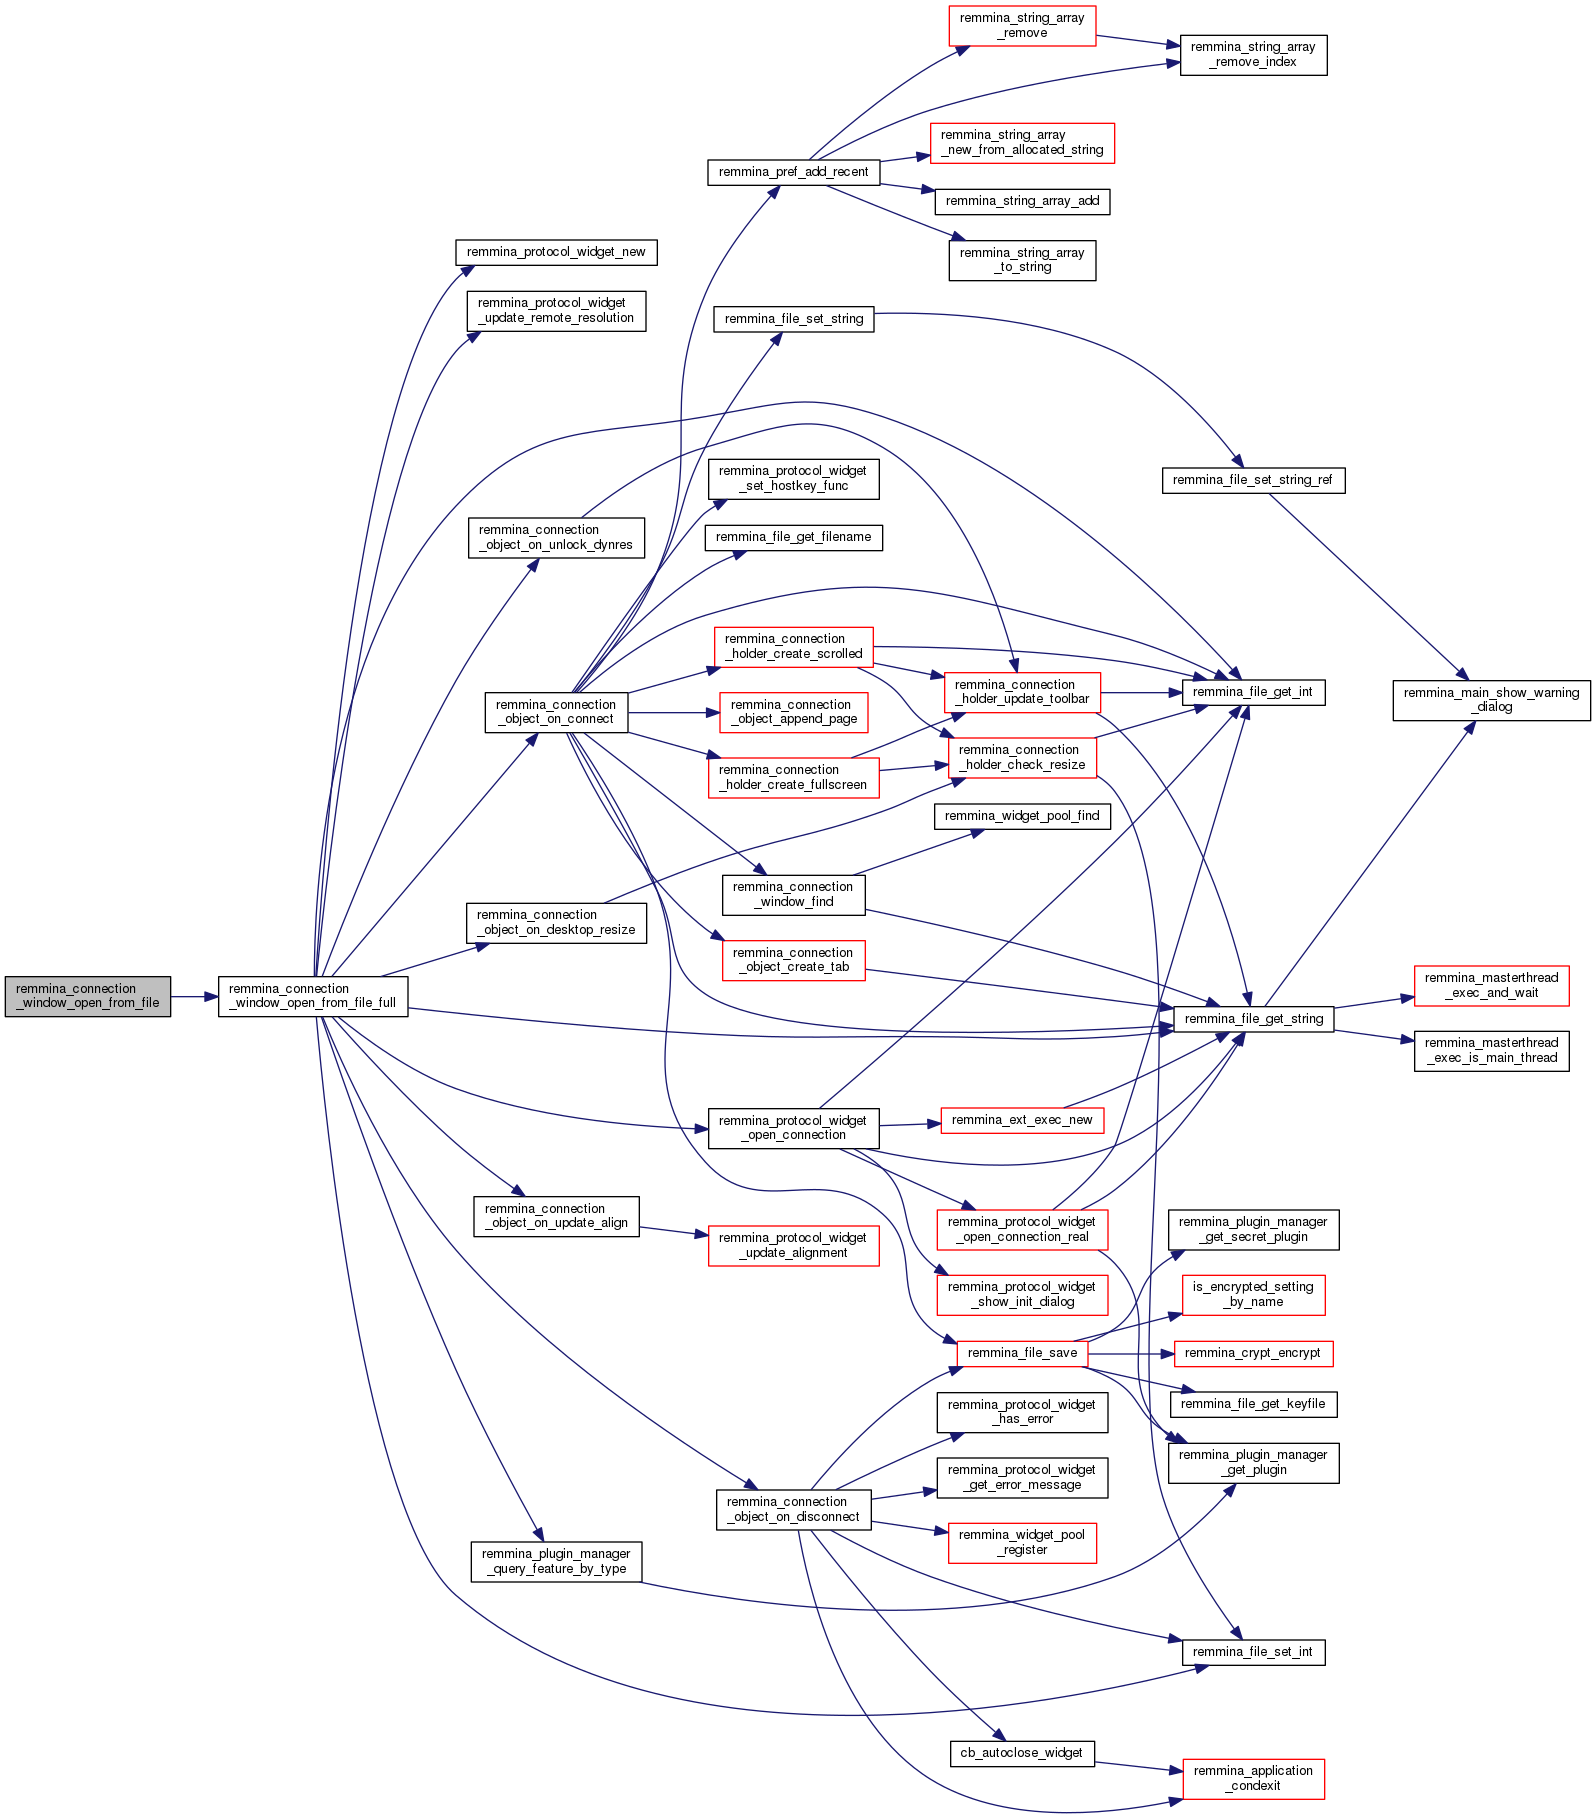 remmina_string_array
_remove
remmina_string_array
_remove_index
remmina_string_array
_new_from_allocated_string
remmina_pref_add_recent
remmina_string_array_add
remmina_protocol_widget_new
remmina_string_array
_to_string
remmina_protocol_widget
_update_remote_resolution
remmina_file_set_string
remmina_protocol_widget
_set_hostkey_func
remmina_file_set_string_ref
remmina_connection
_object_on_unlock_dynres
remmina_file_get_filename
remmina_connection
_holder_create_scrolled
remmina_connection
_holder_update_toolbar
remmina_file_get_int
remmina_main_show_warning
_dialog
remmina_connection
_object_on_connect
remmina_connection
_object_append_page
remmina_connection
_holder_check_resize
remmina_connection
_holder_create_fullscreen
remmina_widget_pool_find
remmina_connection
_window_find
remmina_connection
_object_on_desktop_resize
remmina_connection
_object_create_tab
remmina_connection
_window_open_from_file
remmina_connection
_window_open_from_file_full
remmina_masterthread
_exec_and_wait
remmina_file_get_string
remmina_masterthread
_exec_is_main_thread
remmina_protocol_widget
_open_connection
remmina_ext_exec_new
remmina_connection
_object_on_update_align
remmina_protocol_widget
_open_connection_real
remmina_plugin_manager
_get_secret_plugin
remmina_protocol_widget
_update_alignment
remmina_protocol_widget
_show_init_dialog
is_encrypted_setting
_by_name
remmina_file_save
remmina_crypt_encrypt
remmina_protocol_widget
_has_error
remmina_file_get_keyfile
remmina_plugin_manager
_get_plugin
remmina_protocol_widget
_get_error_message
remmina_connection
_object_on_disconnect
remmina_widget_pool
_register
remmina_plugin_manager
_query_feature_by_type
remmina_file_set_int
cb_autoclose_widget
remmina_application
_condexit